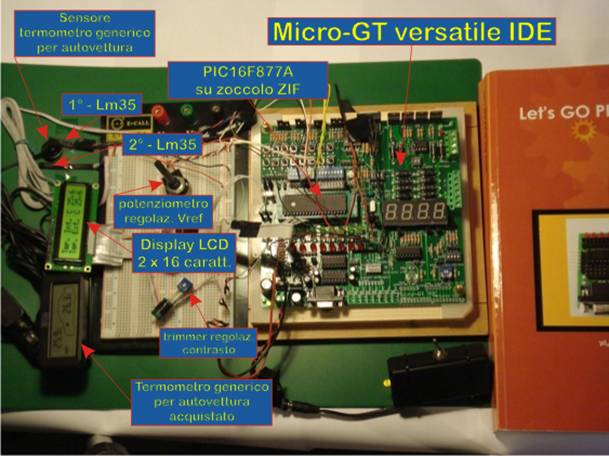 Sensore
termometro generico
per autovettura
Micro-GT versatile IDE
PIC16F877A
su zoccolo ZIF
1° - Lm35
E-CALL
2° - Lm35
Let's GO PI
potenziometro
regolaz. Vref
Display LCD
2 x 16 caratt.
trimmer regolaz
contrasto
Termometro generico
per autovettura
acquistato